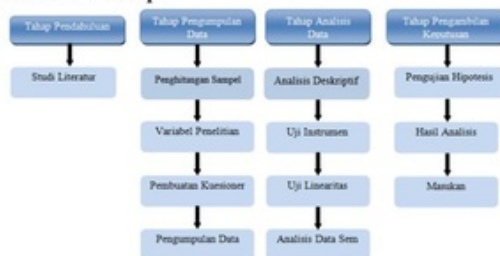 Tahap Pendahuluan
Studi Literatur
Tahap Pengumpulan
Data
Penghitungan Sampel
Variabel Penelitian
Pembuatan Kuesioner
Pengumpulan Data
Tahap Analisis
Data
Analisis Deskriptif
Uji Instrumen
Uji Linearitas
Analisis Data Sem
Tahap Pengambilan
Keputusan
Pengujian Hipotesis
Hasil Analisis
Masukan